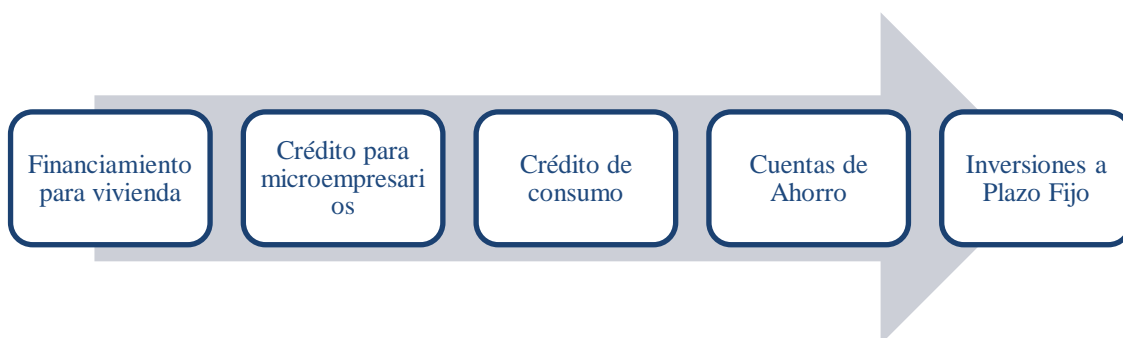 Financiamiento
para vivienda
Crédito para
microempresari
os
Crédito de
consumo
Cuentas de
Ahorro
Inversiones a
Plazo Fijo